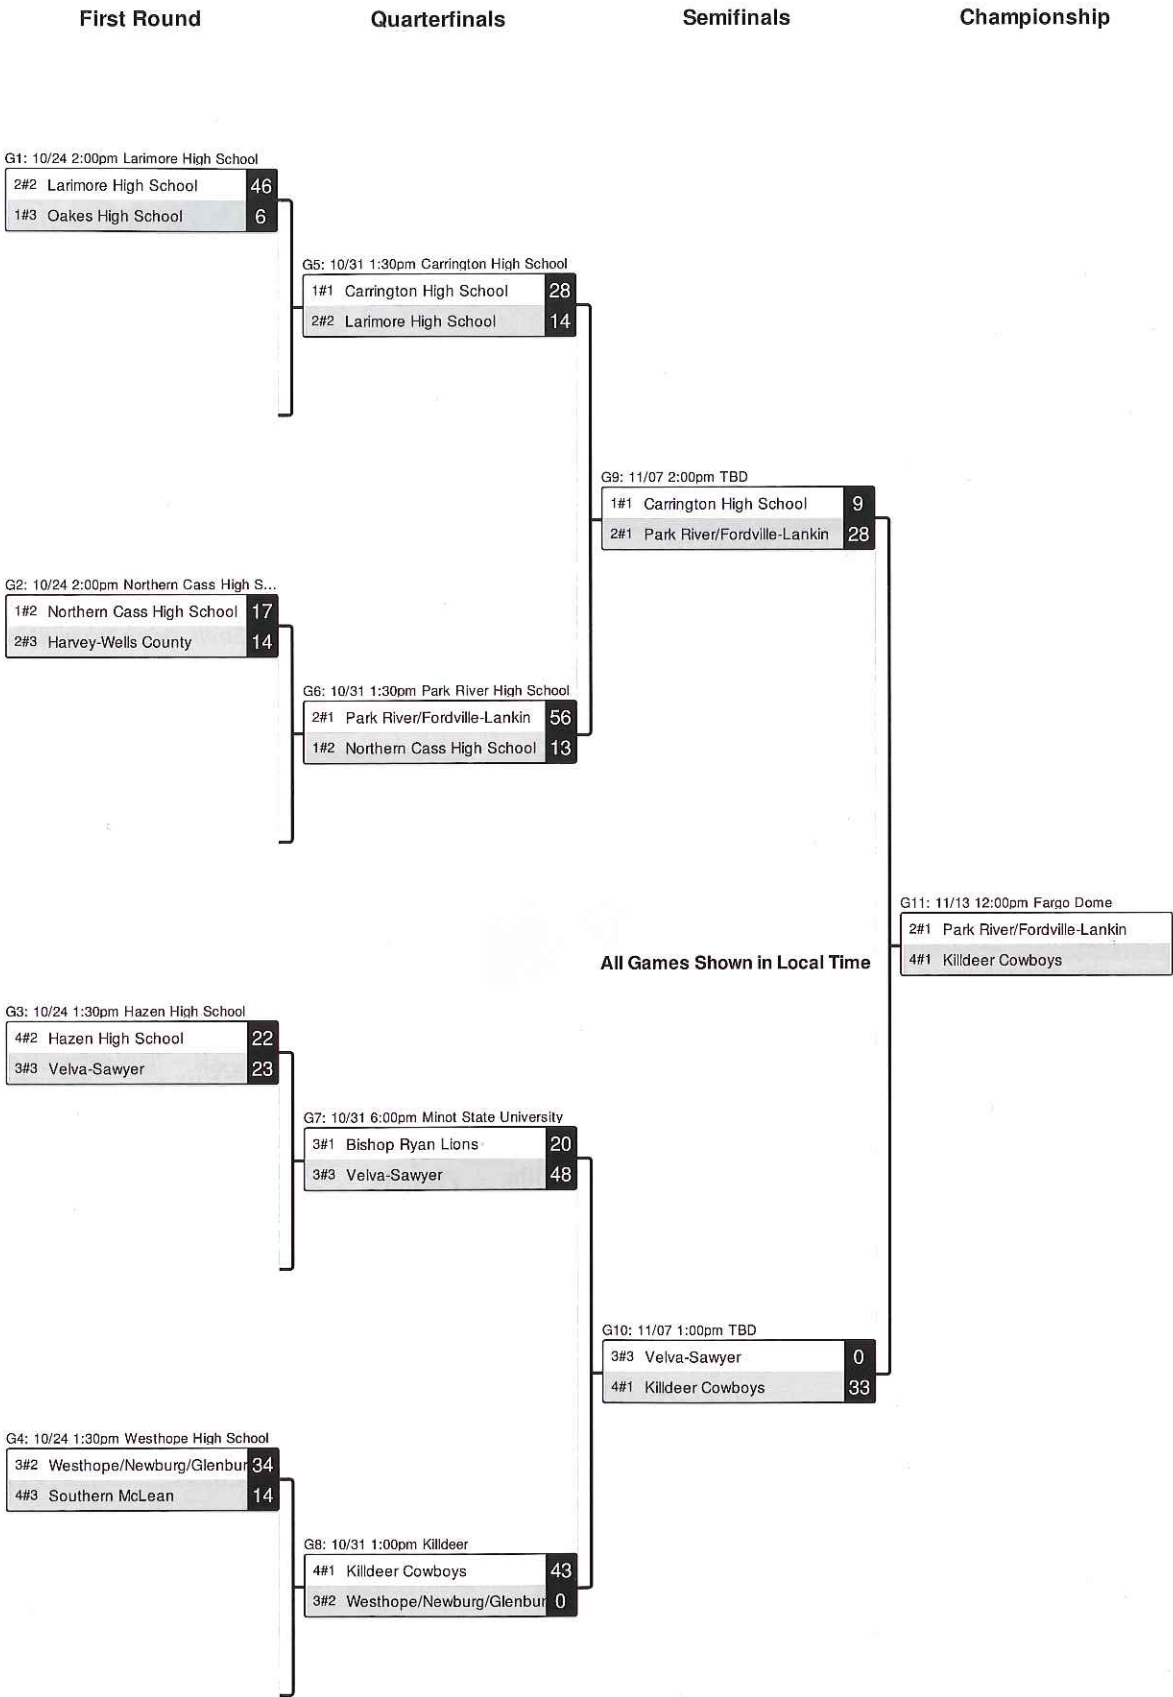 First Round
Quarterfinals
Semifinals
Championship
G1: 10/24 2:00pm Larimore High School
2#2 Larimore High School 46
1#3 Oakes High School 6
G5: 10/31 1:30pm Carrington High School
1#1 Carrington High School 28
2#2 Larimore High School 14
G9: 11/07 2:00pm TBD
1#1 Carrington High School 9
2#1 Park River/Fordville-Lankin 28
G2: 10/24 2:00pm Northern Cass High S...
1#2 Northern Cass High School 17
2#3 Harvey-Wells County 14
G6: 10/31 1:30pm Park River High School
2#1 Park River/Fordville-Lankin 56
1#2 Northern Cass High School 13
G11: 11/13 12:00pm Fargo Dome
2#1 Park River/Fordville-Lankin
4#1 Killdeer Cowboys
All Games Shown in Local Time
G3: 10/24 1:30pm Hazen High School
4#2 Hazen High School 22
3#3 Velva-Sawyer 23
G7: 10/31 6:00pm Minot State University
3#1 Bishop Ryan Lions 20
3#3 Velva-Sawyer 48
G10: 11/07 1:00pm TBD
3#3 Velva-Sawyer 0
4#1 Killdeer Cowboys 33
G4: 10/24 1:30pm Westhope High School
3#2 Westhope/Newburg/Glenbur 34
4#3 Southern McLean 14
G8: 10/31 1:00pm Killdeer
4#1 Killdeer Cowboys 43
3#2 Westhope/Newburg/Glenbur 0